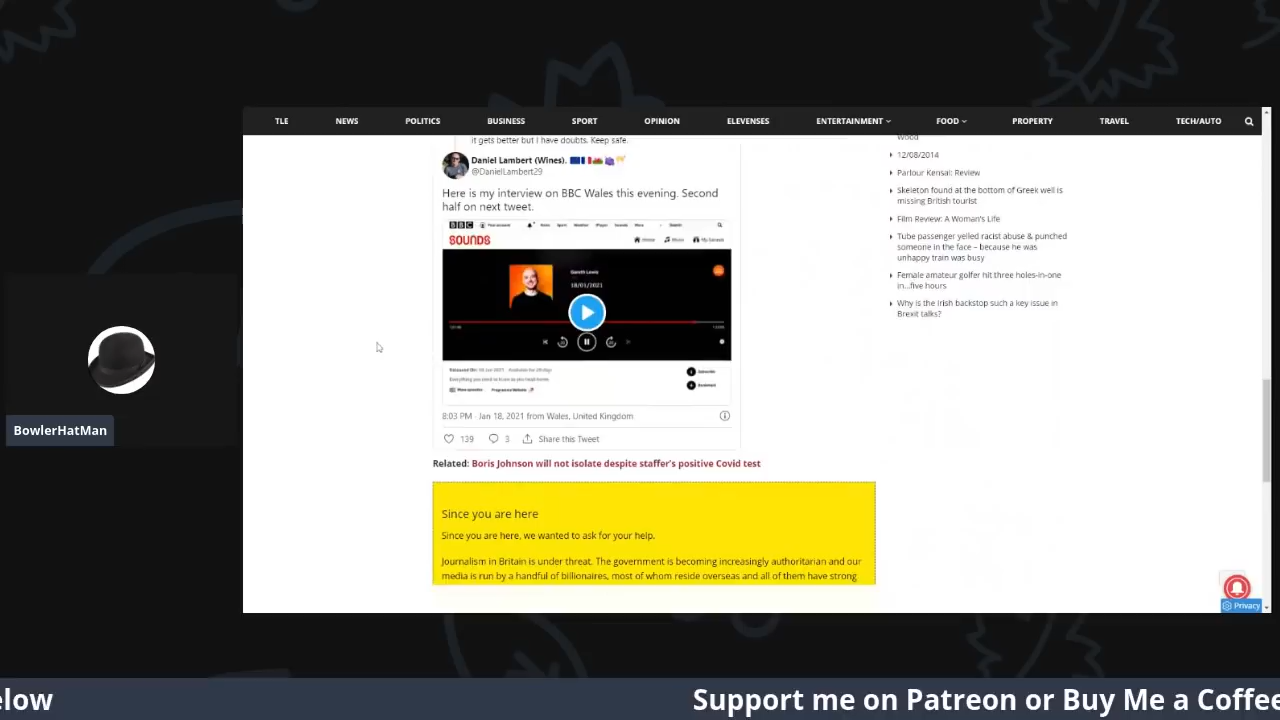 TLE NEWS POLITICS BUSINESS SPORT OPINION ELEVENSES ENTERTAINMENT FOOD PROPERTY TRAVEL TECH/AUTO
it gets better but I have doubts. Keep safe.
Daniel Lambert (Wines).
@DanielLambert29
Here is my interview on BBC Wales this evening. Second
half on next tweet.
BBC
SOUNDS
Gareth Lewis
18/01/2021
8:03 PM · Jan 18, 2021 from Wales, United Kingdom
139 3 Share this Tweet
Related: Boris Johnson will not isolate despite staffer's positive Covid test
Since you are here
Since you are here, we wanted to ask for your help.
Journalism in Britain is under threat. The government is becoming increasingly authoritarian and our
media is run by a handful of billionaires, most of whom reside overseas and all of them have strong
wood
12/08/2014
Parlour Kensal: Review
Skeleton found at the bottom of Greek well is
missing British tourist
Film Review: A Woman's Life
Tube passenger yelled racist abuse & punched
someone in the face – because he was
unhappy train was busy
Female amateur golfer hit three holes-in-one
in...five hours
Why is the Irish backstop such a key issue in
Brexit talks?
Privacy
BowlerHatMan
elow
Support me on Patreon or Buy Me a Coffee